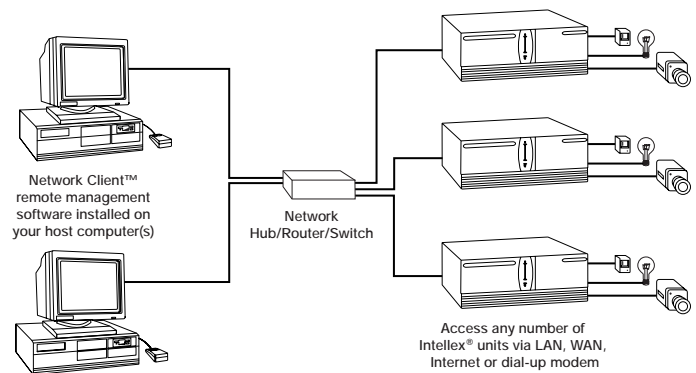 Network Client™
remote management
software installed on
your host computer(s)
Network
Hub/Router/Switch
Access any number of
Intellex® units via LAN, WAN,
Internet or dial-up modem